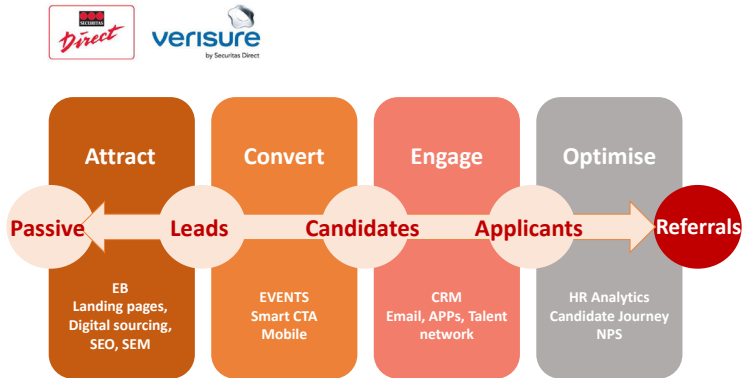 SECURITAS
Direct
verisure
by Securitas Direct
Attract
Convert
Engage
Optimise
Passive
Leads
Candidates
Applicants
Referrals
EB
Landing pages,
Digital sourcing,
SEO, SEM
EVENTS
Smart CTA
Mobile
CRM
Email, APPs, Talent
network
HR Analytics
Candidate Journey
NPS